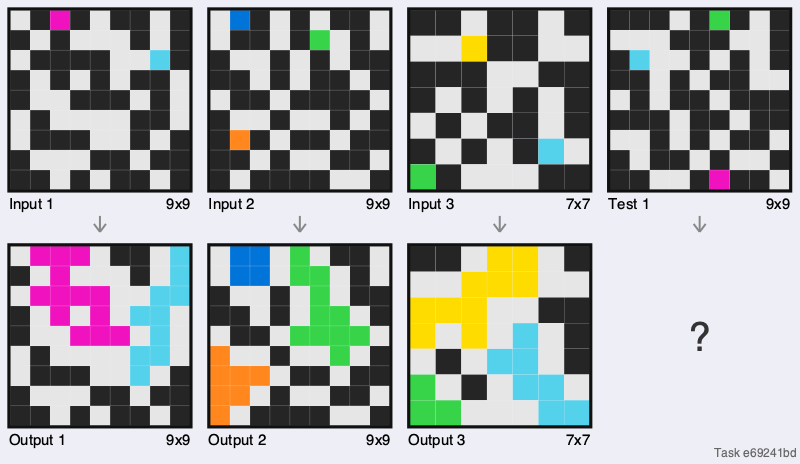 Input 1 9x9 Input 2 9x9 Input 3 7x7 Test 1 9x9
?
Output 1 9x9 Output 2 9x9 Output 3 7x7
Task e69241bd